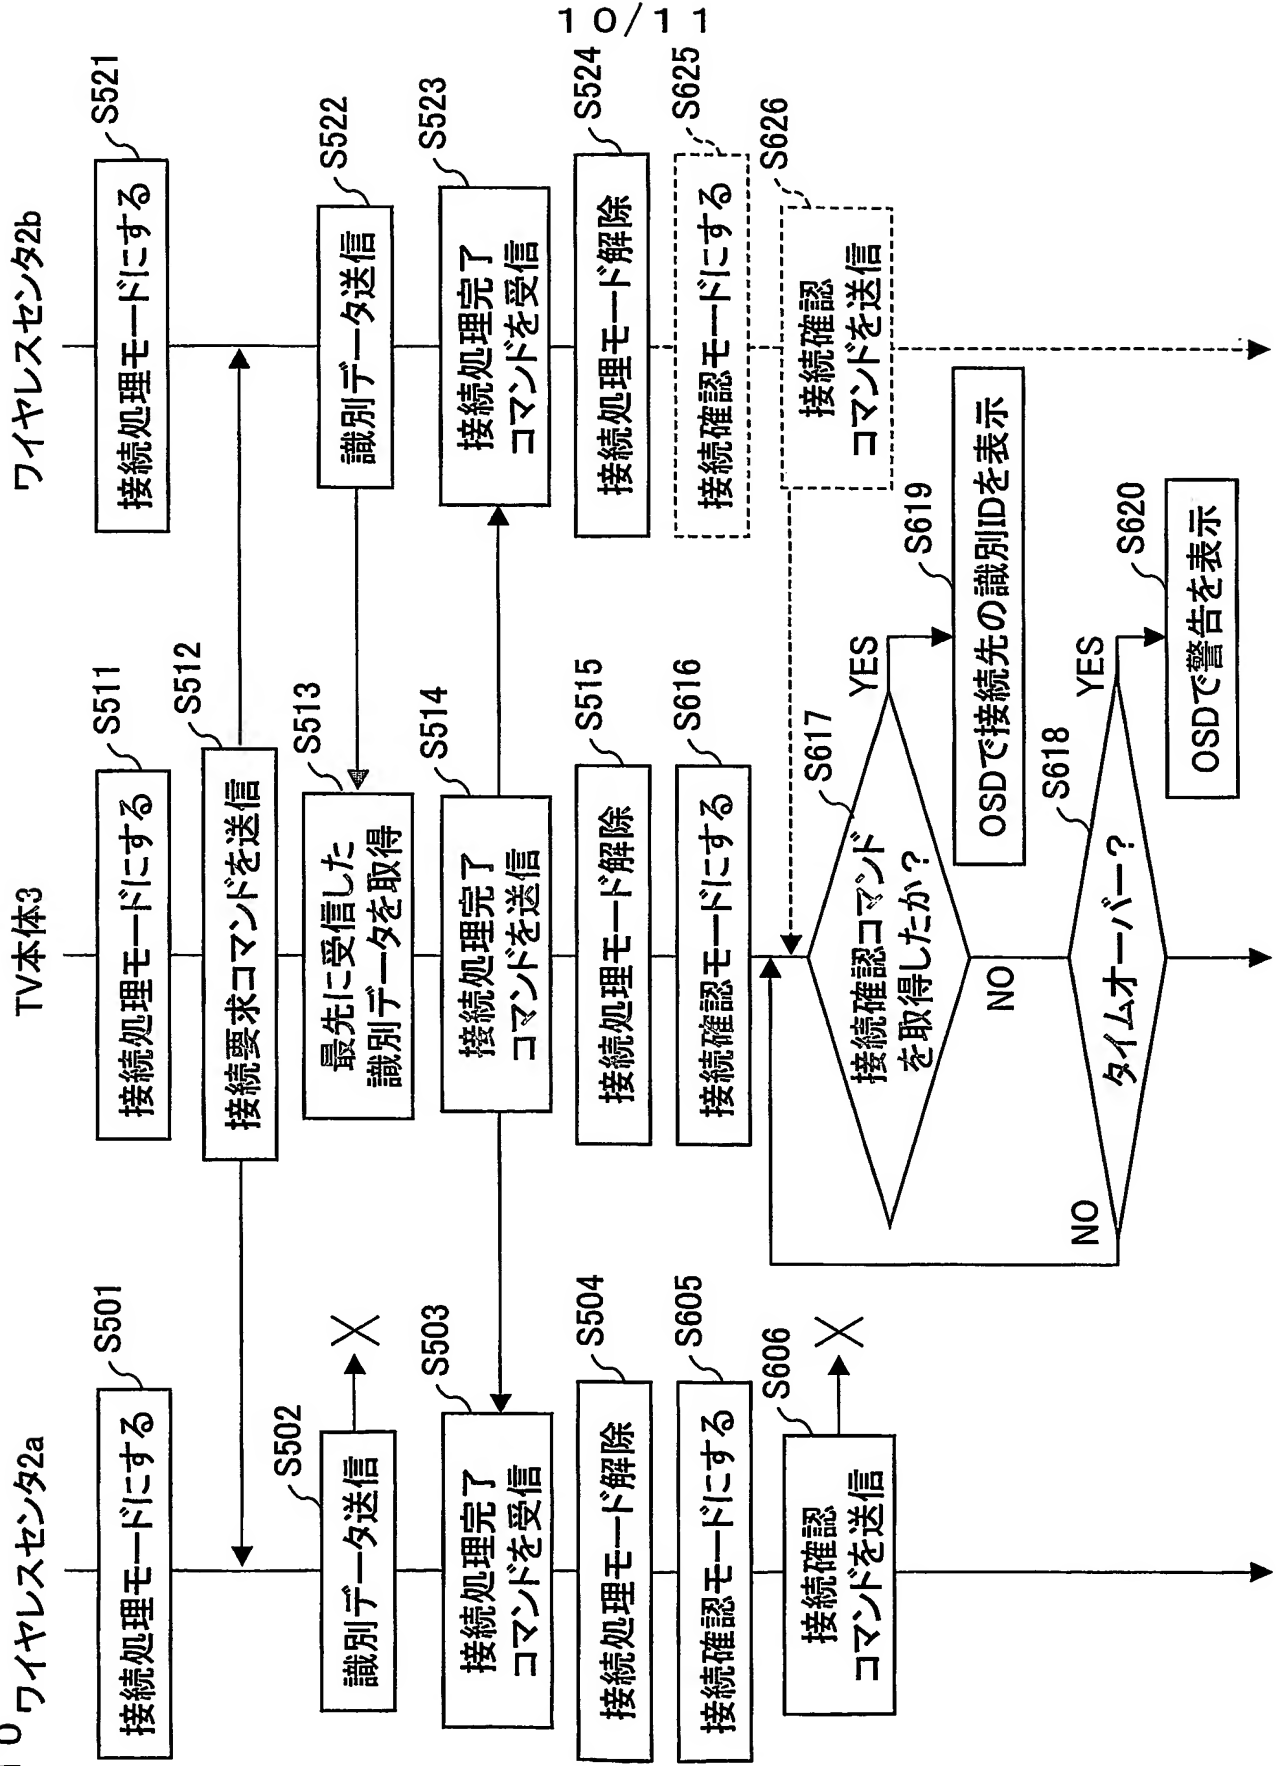 10/11
ワイヤレスセンタ2a
TV本体3
ワイヤレスセンタ2b
接続処理モードにする
S501
接続処理モードにする
S511
接続処理モードにする
S521
接続要求コマンドを送信
S512
識別データ送信
S502
X
最先に受信した
識別データを取得
S513
識別データ送信
S522
接続処理完了
コマンドを受信
S503
接続処理完了
コマンドを送信
S514
接続処理完了
コマンドを受信
S523
接続処理モード解除
S504
接続処理モード解除
S515
接続処理モード解除
S524
接続確認モードにする
S605
接続確認モードにする
S616
接続確認モードにする
S625
接続確認
コマンドを送信
S606
X
接続確認コマンド
を取得したか?
S617
YES
NO
接続確認
コマンドを送信
S626
OSDで接続先の識別IDを表示
S619
タイムオーバー?
S618
YES
NO
OSDで警告を表示
S620